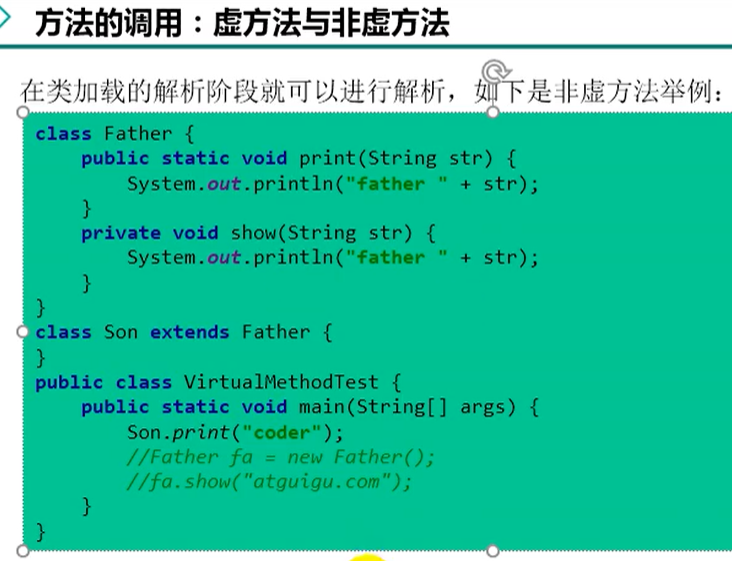 方法的调用：虚方法与非虚方法
在类加载的解析阶段就可以进行解析，如下是非虚方法举例：
class Father {
    public static void print(String str) {
        System.out.println("father " + str);
    }
    private void show(String str) {
        System.out.println("father " + str);
    }
}
class Son extends Father {
}
public class VirtualMethodTest {
    public static void main(String[] args) {
        Son.print("coder");
        //Father fa = new Father();
        //fa.show("atguigu.com");
    }
}